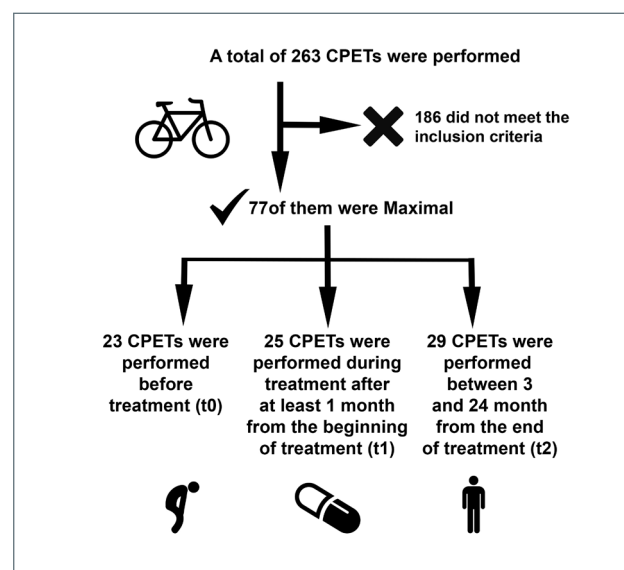 A total of 263 CPETs were performed
186 did not meet the
inclusion criteria
77of them were Maximal
23 CPETs were
performed
before
treatment (t0)
25 CPETs were
performed during
treatment after
at least 1 month
from the beginning
of treatment (t1)
29 CPETs were
performed
between 3
and 24 month
from the end
of treatment (t2)